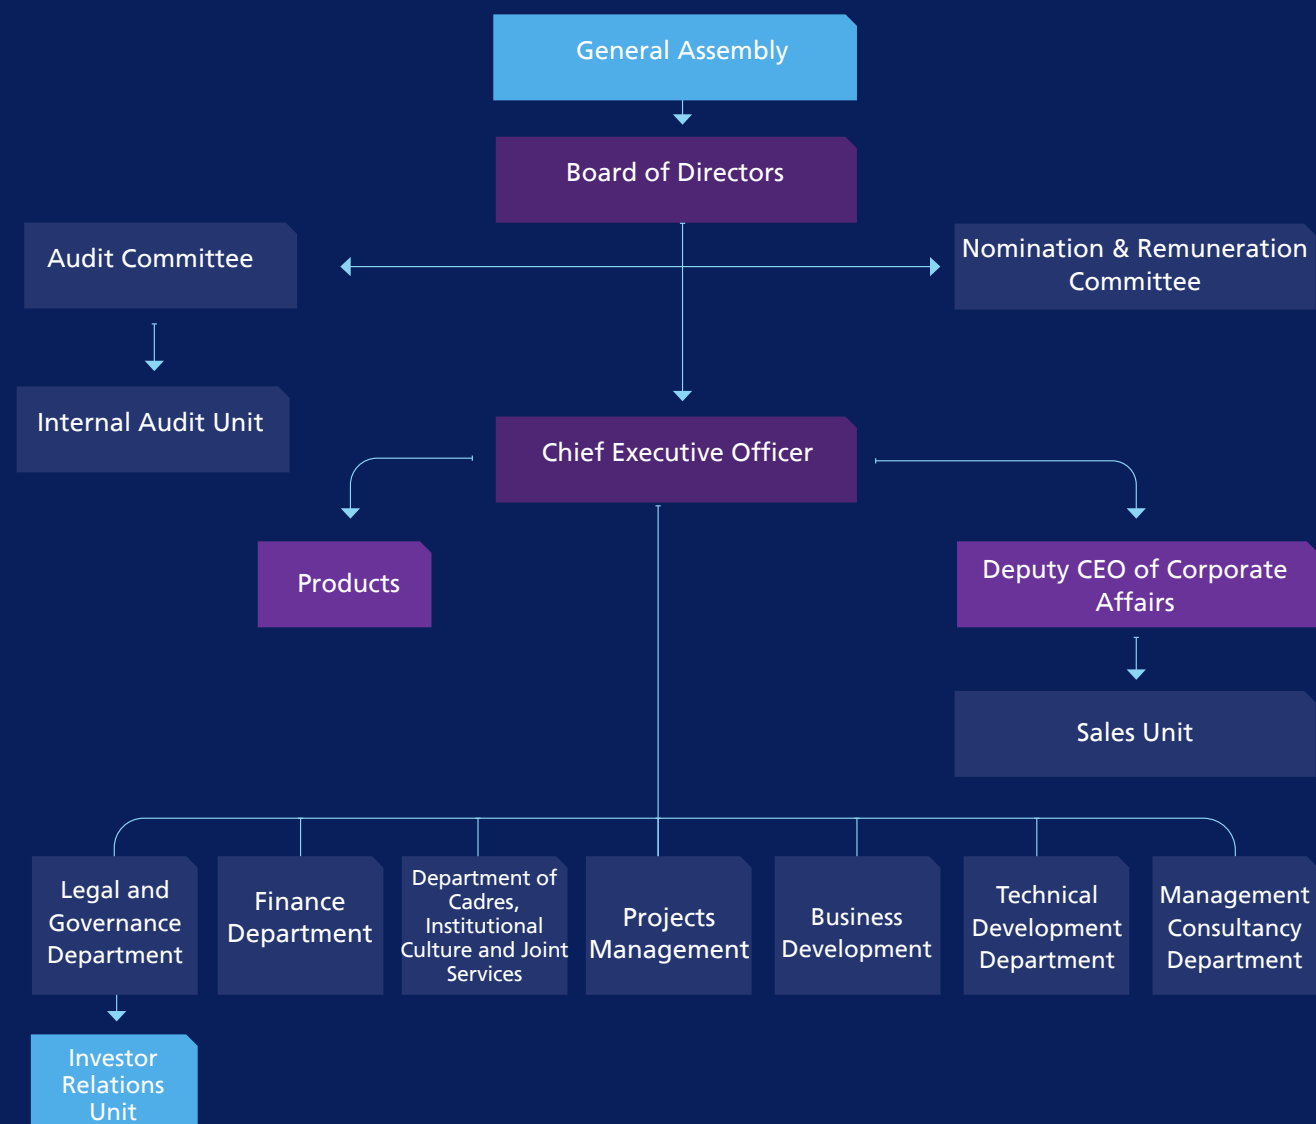 General Assembly
Board of Directors
Audit Committee
Nomination & Remuneration
Committee
Internal Audit Unit
Chief Executive Officer
Products
Deputy CEO of Corporate
Affairs
Sales Unit
Legal and
Governance
Department
Finance
Department
Department of
Cadres,
Institutional
Culture and Joint
Services
Projects
Management
Business
Development
Technical
Development
Department
Management
Consultancy
Department
Investor
Relations
Unit